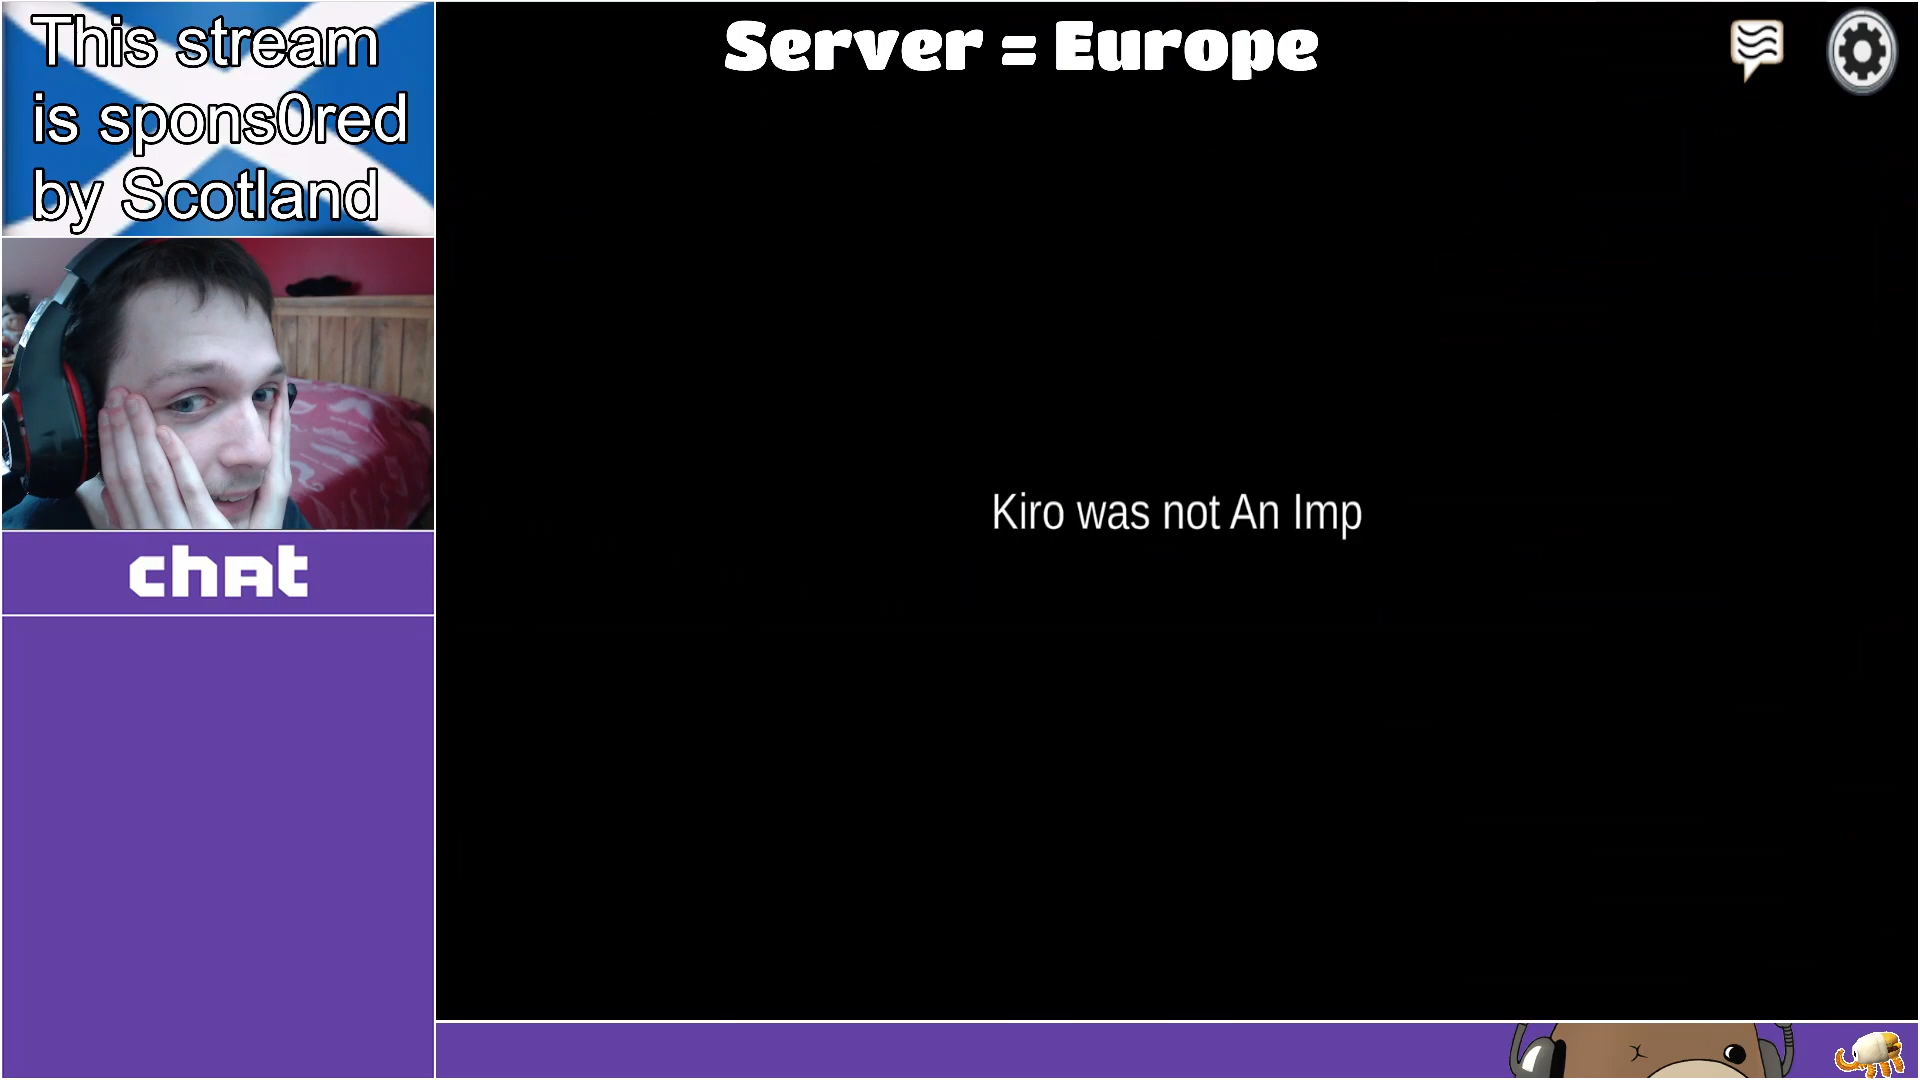 This stream
is spons0red
by Scotland
Server = Europe
Kiro was not An Imp
chat